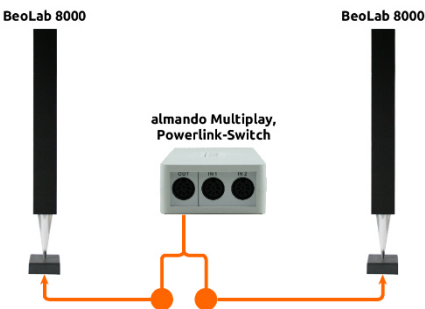 BeoLab 8000
BeoLab 8000
almando Multiplay,
Powerlink-Switch
OUT IN 1 IN 2